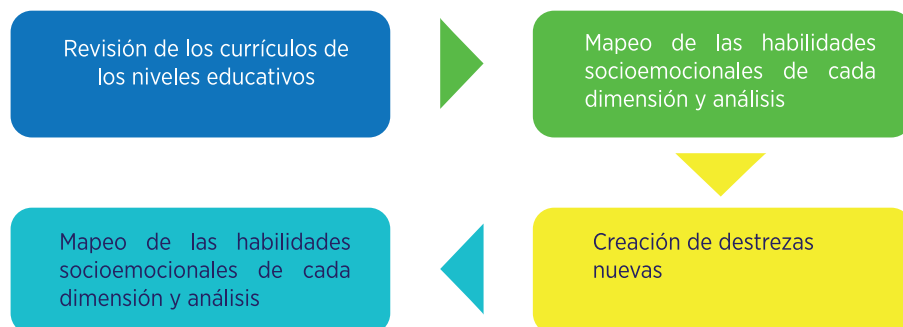 Revisión de los currículos de
los niveles educativos
Mapeo de las habilidades
socioemocionales de cada
dimensión y análisis
Creación de destrezas
nuevas
Mapeo de las habilidades
socioemocionales de cada
dimensión y análisis